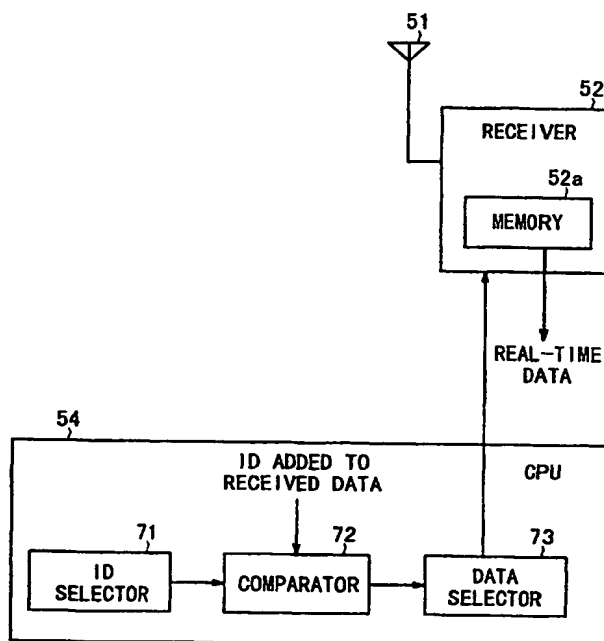 51
52
RECEIVER
52a
MEMORY
REAL-TIME
DATA
54
ID ADDED TO
RECEIVED DATA
CPU
71
72
73
ID
SELECTOR
COMPARATOR
DATA
SELECTOR